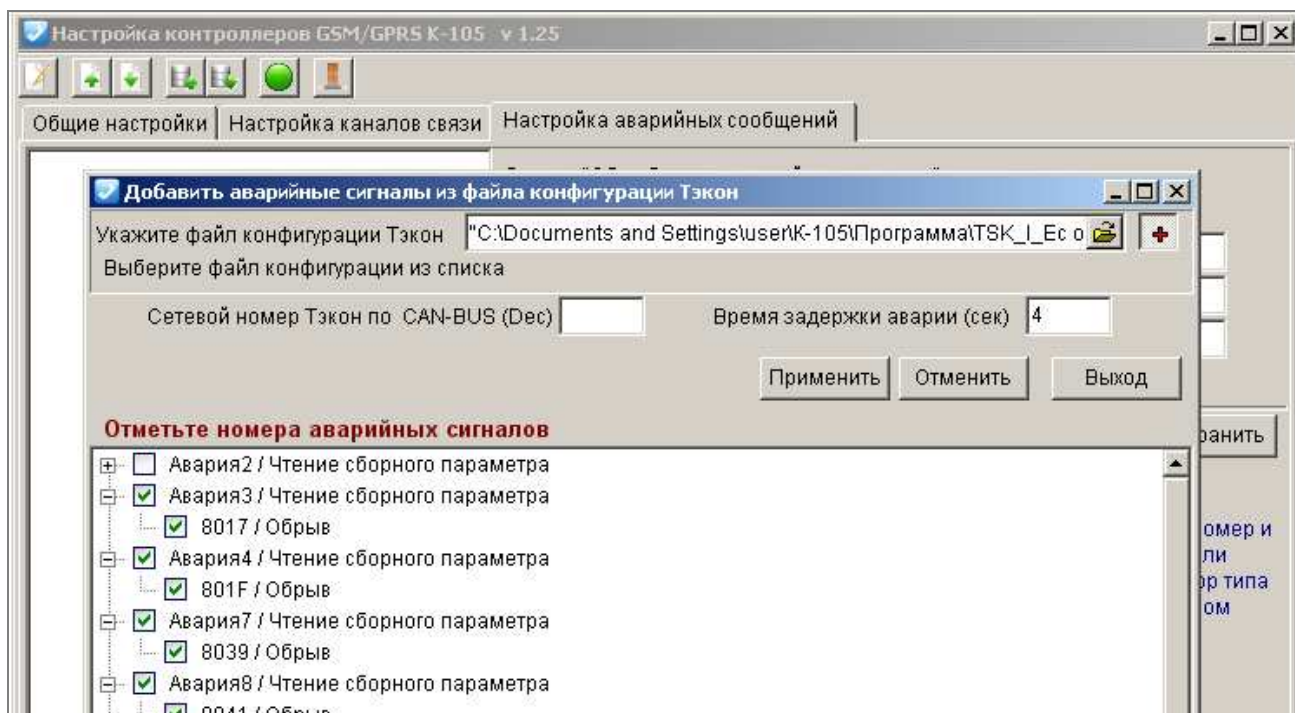 Настройка контроллеров GSM/GPRS К-105 v 1.25
Общие настройки Настройка каналов связи Настройка аварийных сообщений
Добавить аварийные сигналы из файла конфигурации Тэкон
Укажите файл конфигурации Тэкон "C:\Documents and Settings\user\К-105\Программа\TSK_I_Ec о
Выберите файл конфигурации из списка
Сетевой номер Тэкон по CAN-BUS (Dec) Время задержки аварии (сек) 4
Применить Отменить Выход
Отметьте номера аварийных сигналов
ранить
Авария2 / Чтение сборного параметра
Авария3 / Чтение сборного параметра
8017 / Обрыв
омер и
Авария4 / Чтение сборного параметра
ли
801F / Обрыв
ор типа
Авария7 / Чтение сборного параметра
ом
8039 / Обрыв
Авария8 / Чтение сборного параметра